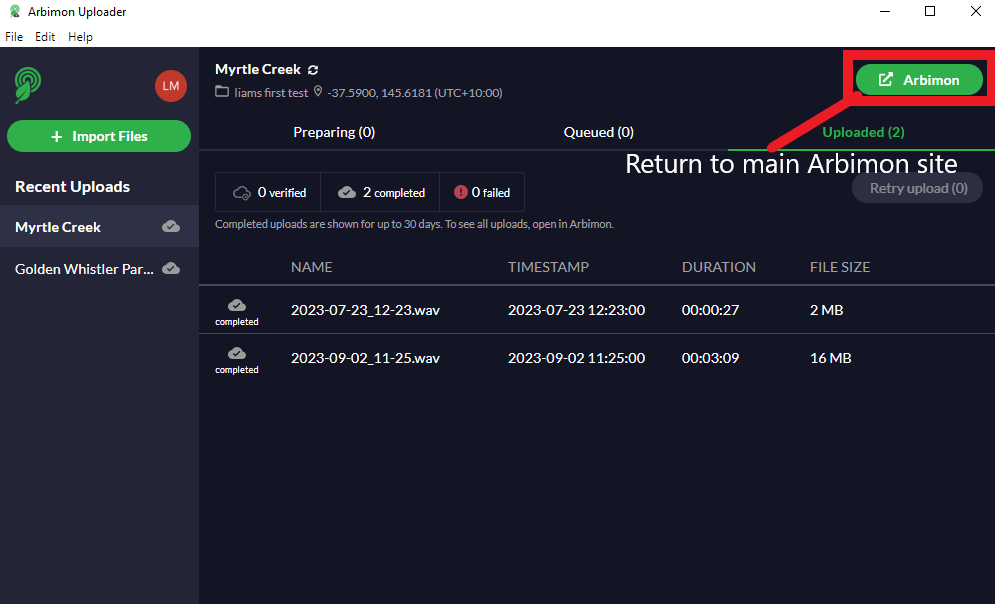 Arbimon Uploader
File Edit Help
LM
+ Import Files
Recent Uploads
Myrtle Creek
Golden Whistler Par...
Myrtle Creek
liams first test -37.5900, 145.6181 (UTC+10:00)
Arbimon
Preparing (0) Queued (0) Uploaded (2)
Return to main Arbimon site
0 verified 2 completed 0 failed
Retry upload (0)
Completed uploads are shown for up to 30 days. To see all uploads, open in Arbimon.
NAME TIMESTAMP DURATION FILE SIZE
completed 2023-07-23_12-23.wav 2023-07-23 12:23:00 00:00:27 2 MB
completed 2023-09-02_11-25.wav 2023-09-02 11:25:00 00:03:09 16 MB